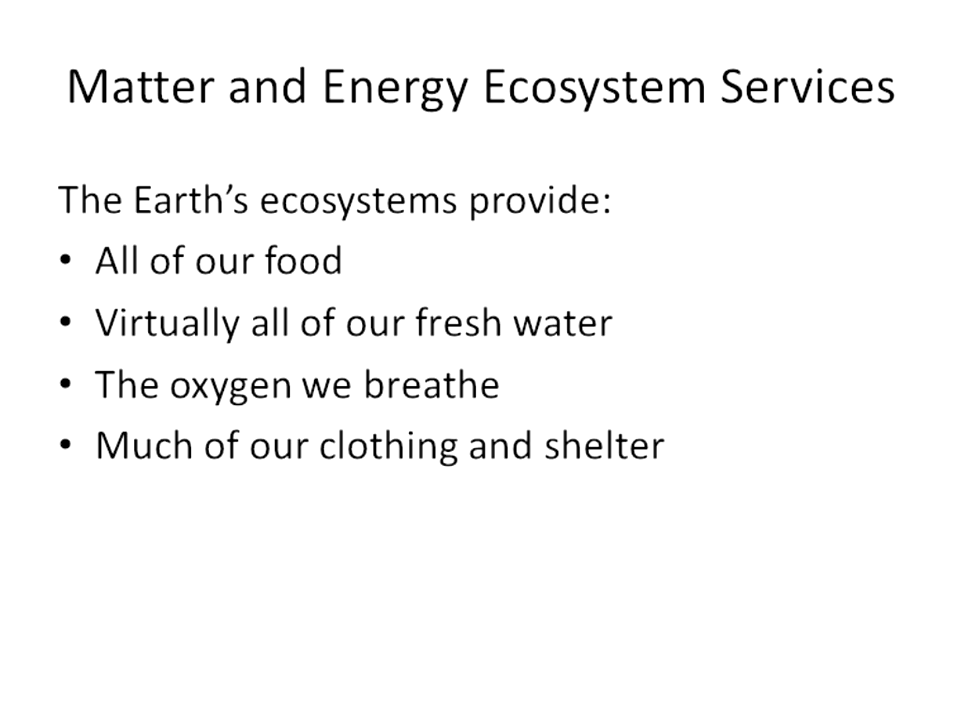 Matter and Energy Ecosystem Services
The Earth’s ecosystems provide:
• All of our food
• Virtually all of our fresh water
• The oxygen we breathe
• Much of our clothing and shelter